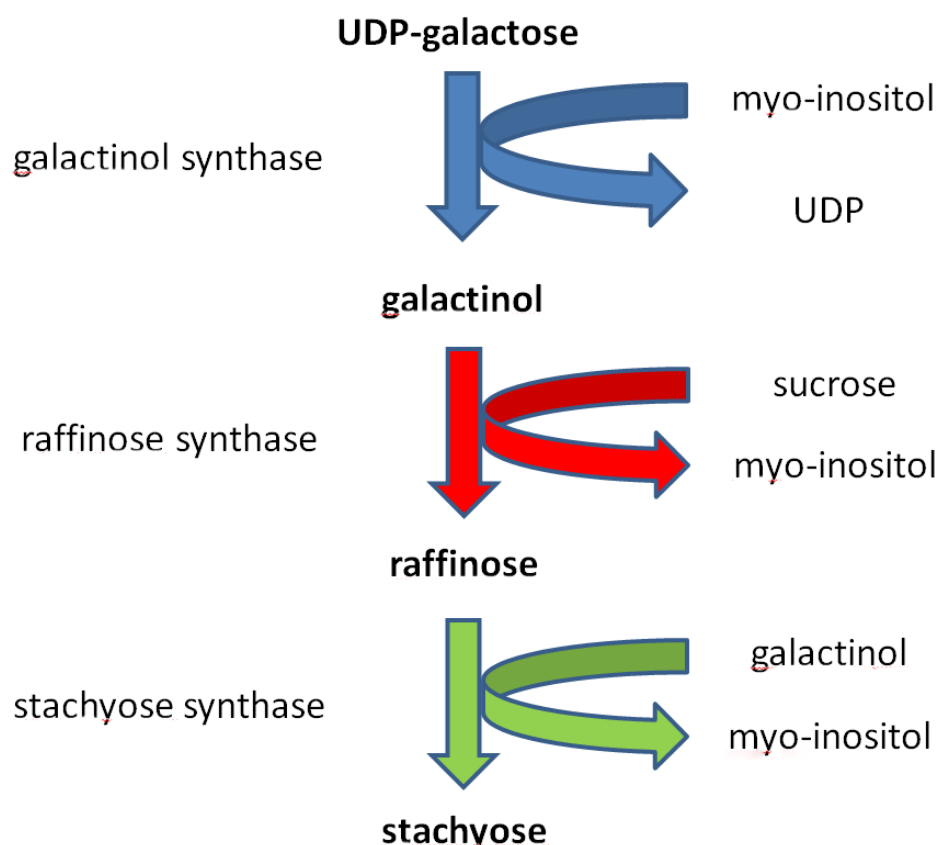 UDP-galactose
myo-inositol
galactinol synthase
UDP
galactinol
sucrose
raffinose synthase
myo-inositol
raffinose
galactinol
stachyose synthase
myo-inositol
stachyose